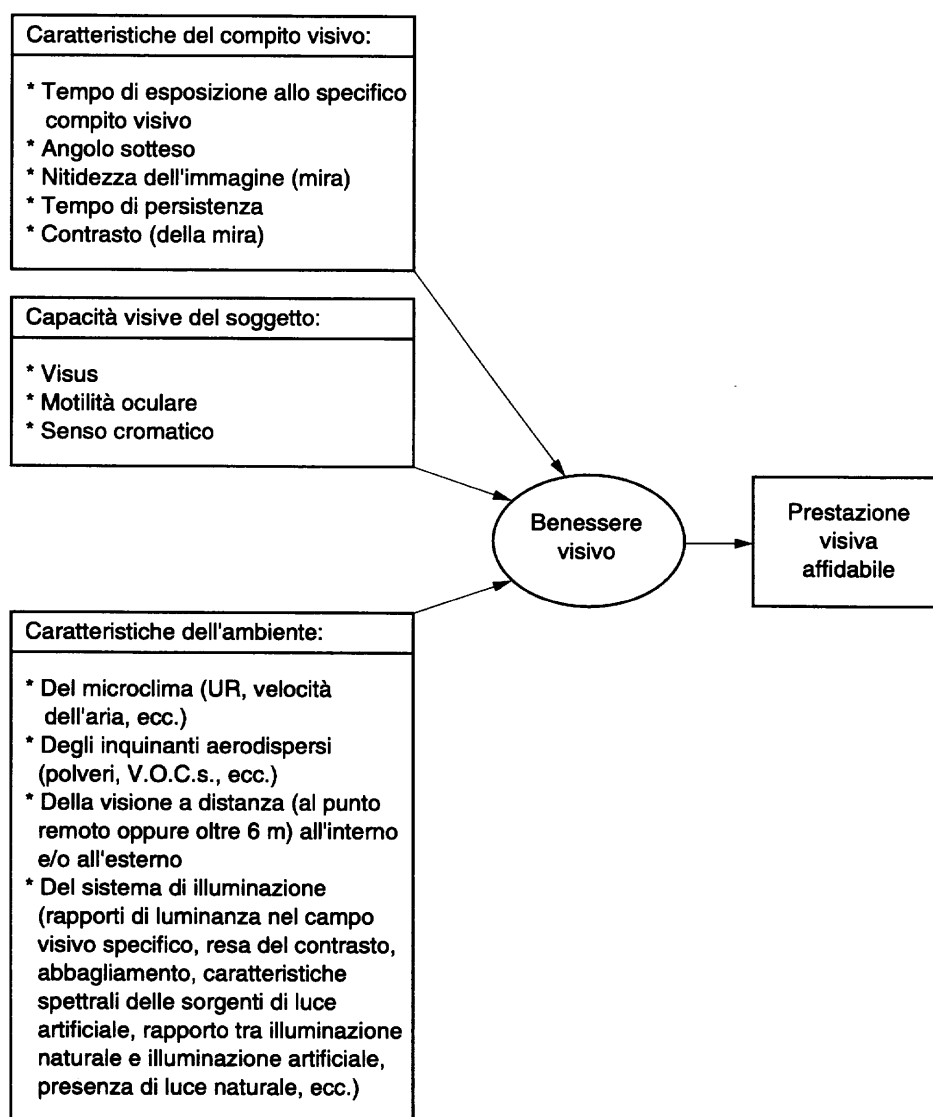 Caratteristiche del compito visivo:
* Tempo di esposizione allo specifico
compito visivo
* Angolo sotteso
* Nitidezza dell'immagine (mira)
* Tempo di persistenza
* Contrasto (della mira)
Capacità visive del soggetto:
* Visus
* Motilità oculare
* Senso cromatico
Benessere
visivo
Prestazione
visiva
affidabile
Caratteristiche dell'ambiente:
* Del microclima (UR, velocità
dell'aria, ecc.)
* Degli inquinanti aerodispersi
(polveri, V.O.C.s., ecc.)
* Della visione a distanza (al punto
remoto oppure oltre 6 m) all'interno
e/o all'esterno
* Del sistema di illuminazione
(rapporti di luminanza nel campo
visivo specifico, resa del contrasto,
abbagliamento, caratteristiche
spettrali delle sorgenti di luce
artificiale, rapporto tra illuminazione
naturale e illuminazione artificiale,
presenza di luce naturale, ecc.)